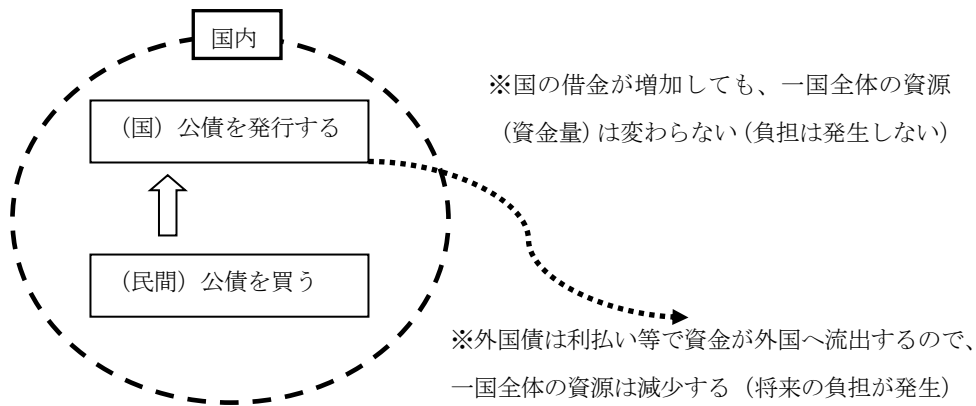 国内
(国)公債を発行する
(民間)公債を買う
※国の借金が増加しても、一国全体の資源
(資金量)は変わらない(負担は発生しない)
※外国債は利払い等で資金が外国へ流出するので、
一国全体の資源は減少する(将来の負担が発生)